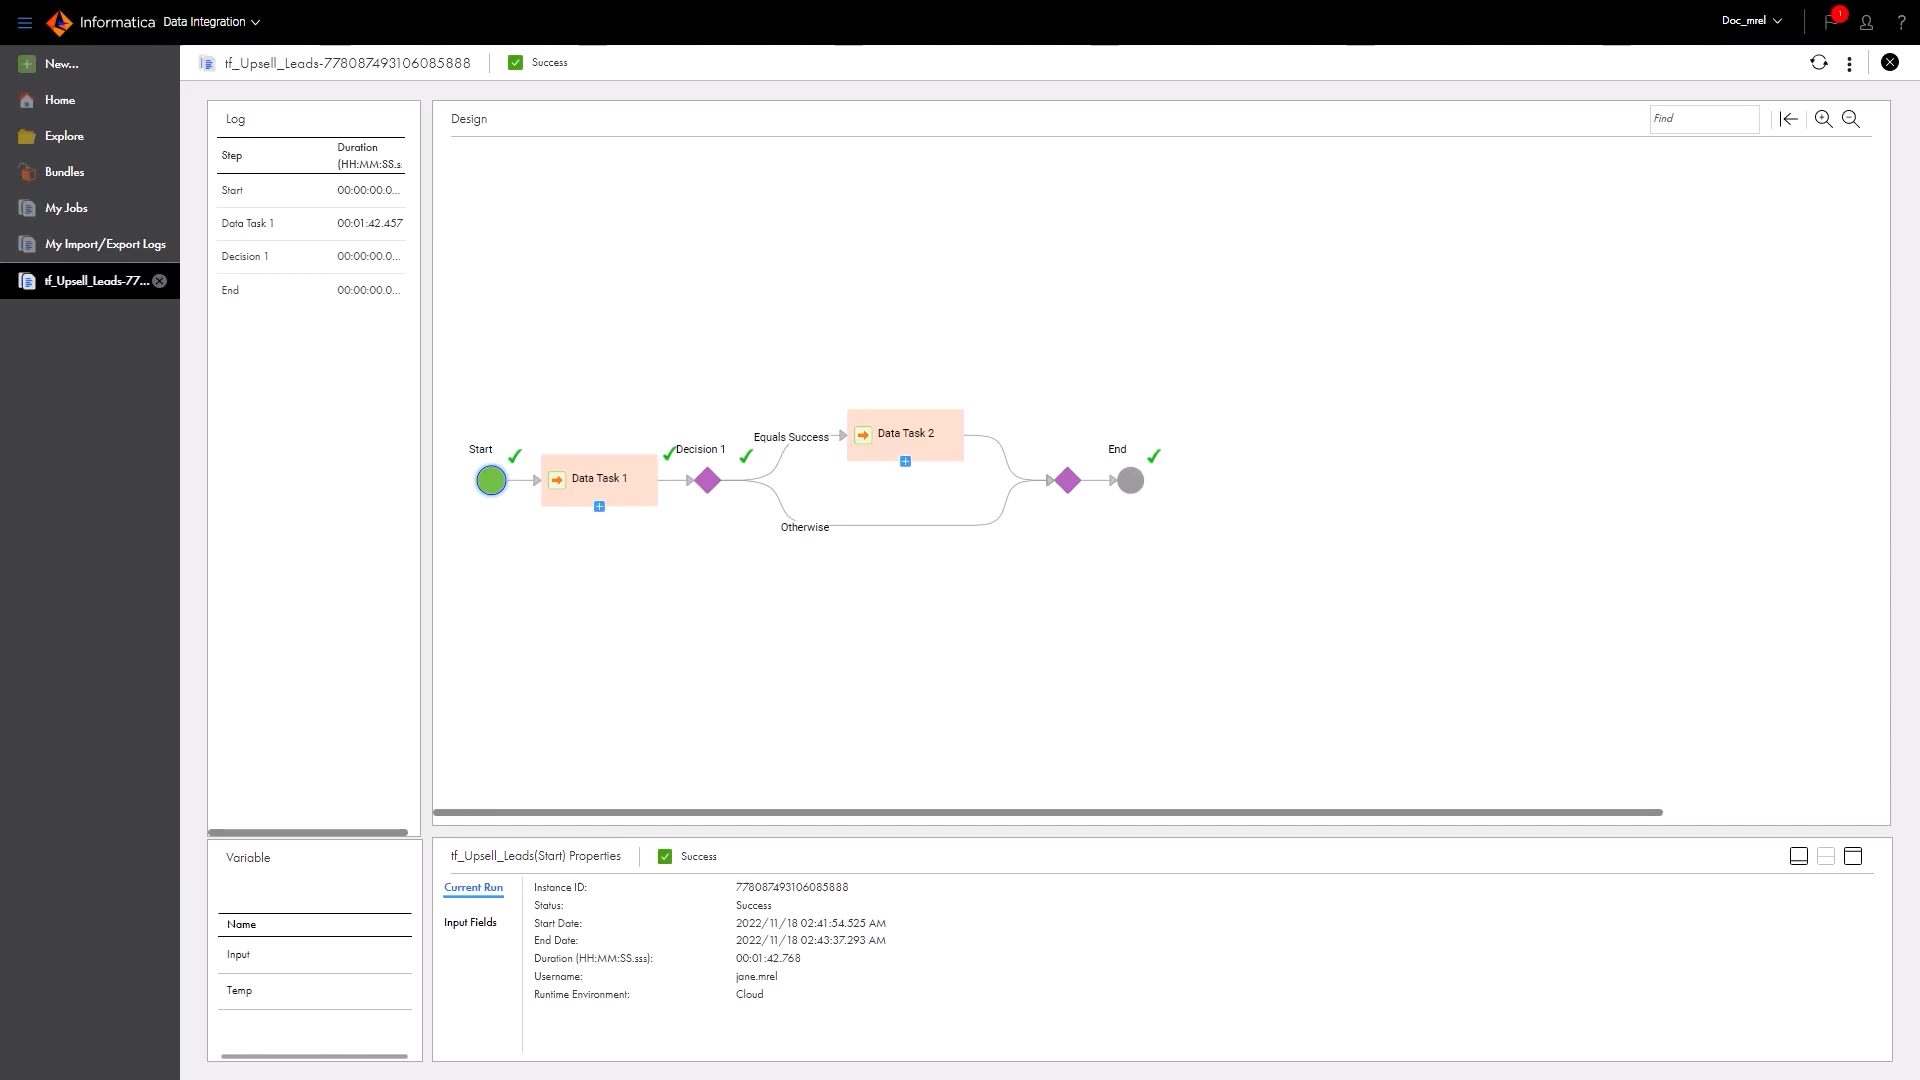 Informatica Data Integration
Doc_mrel
1
?
New...
Home
Explore
Bundles
My Jobs
My Import/Export Logs
tf_Upsell_Leads-77...
tf_Upsell_Leads-778087493106085888
Success
Log
Step
Duration
(HH:MM:SS.s
Start 00:00:00.0...
Data Task 1 00:01:42.457
Decision 1 00:00:00.0...
End 00:00:00.0...
Design
Find
Start
Data Task 1
Decision 1
Equals Success
Data Task 2
Otherwise
End
Variable
Name
Input
Temp
tf_Upsell_Leads(Start) Properties
Success
Current Run
Input Fields
Instance ID: 778087493106085888
Status: Success
Start Date: 2022/11/18 02:41:54.525 AM
End Date: 2022/11/18 02:43:37.293 AM
Duration (HH:MM:SS.sss): 00:01:42.768
Username: jane.mrel
Runtime Environment: Cloud